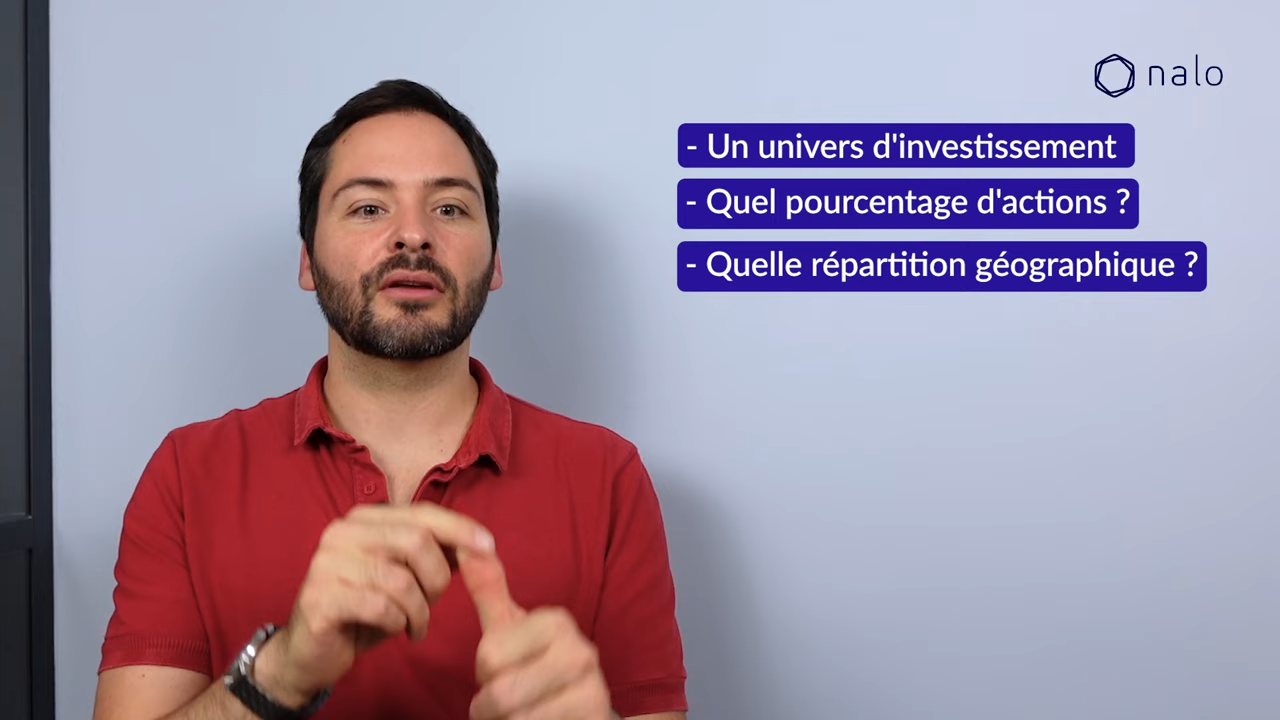 nalo
- Un univers d'investissement
- Quel pourcentage d'actions ?
- Quelle répartition géographique ?